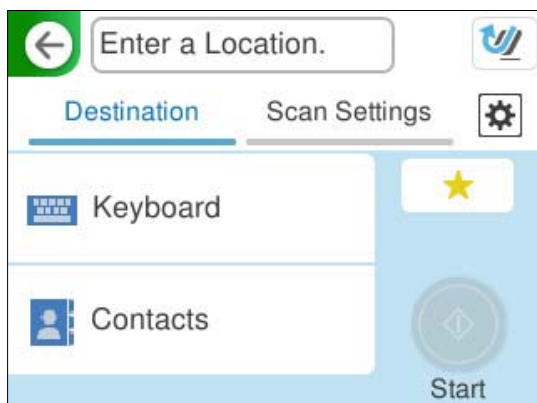 Enter a Location.
Destination Scan Settings
Keyboard
Contacts
Start